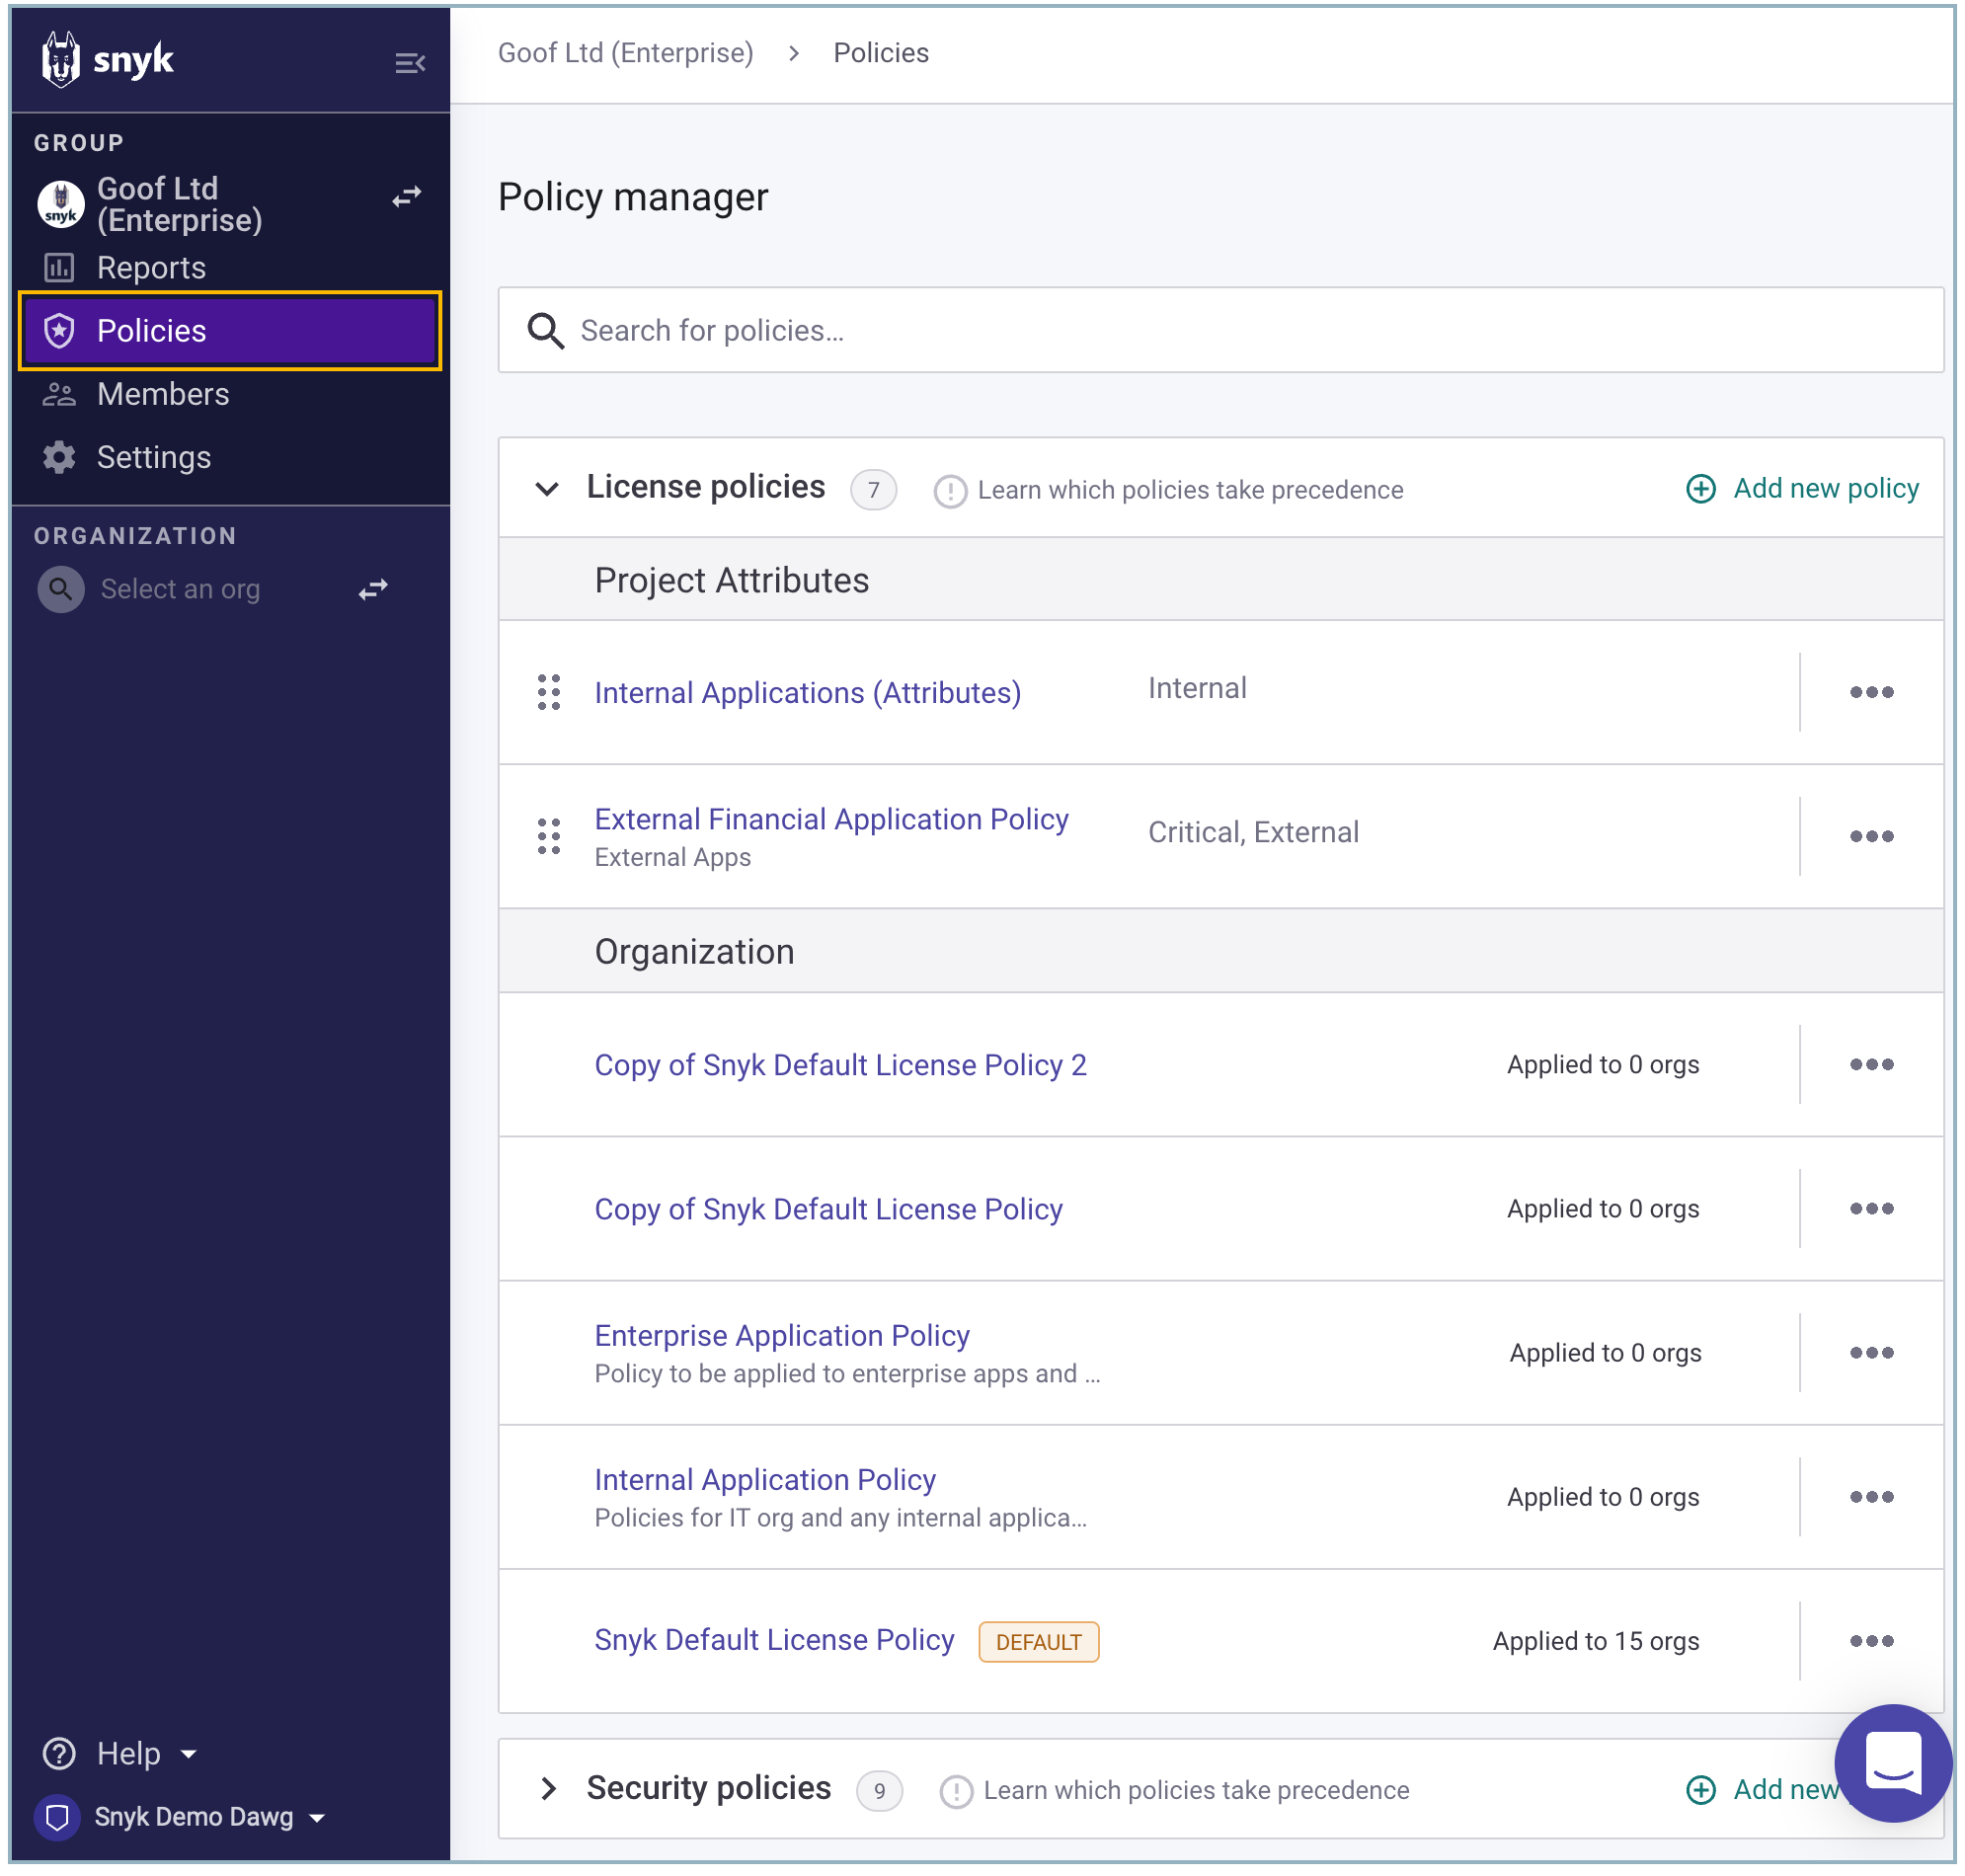 snyk
GROUP
snyk
Goof Ltd
(Enterprise)
Reports
Policies
Members
Settings
ORGANIZATION
Select an org
Help
Snyk Demo Dawg
Goof Ltd (Enterprise) > Policies
Policy manager
Search for policies...
License policies 7 Learn which policies take precedence Add new policy
Project Attributes
Internal Applications (Attributes) Internal
External Financial Application Policy Critical, External
External Apps
Organization
Copy of Snyk Default License Policy 2 Applied to 0 orgs
Copy of Snyk Default License Policy Applied to 0 orgs
Enterprise Application Policy Applied to 0 orgs
Policy to be applied to enterprise apps and ...
Internal Application Policy Applied to 0 orgs
Policies for IT org and any internal applica...
Snyk Default License Policy DEFAULT Applied to 15 orgs
Security policies 9 Learn which policies take precedence Add new